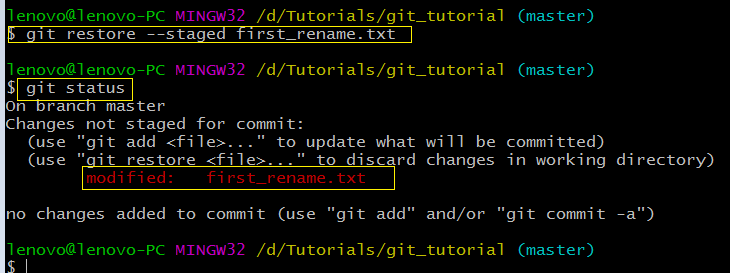 lenovo@lenovo-PC MINGW32 /d/Tutorials/git_tutorial (master)
$ git restore --staged first_rename.txt
lenovo@lenovo-PC MINGW32 /d/Tutorials/git_tutorial (master)
$ git status
On branch master
Changes not staged for commit:
  (use "git add <file>..." to update what will be committed)
  (use "git restore <file>..." to discard changes in working directory)
        modified:   first_rename.txt
no changes added to commit (use "git add" and/or "git commit -a")
lenovo@lenovo-PC MINGW32 /d/Tutorials/git_tutorial (master)
$